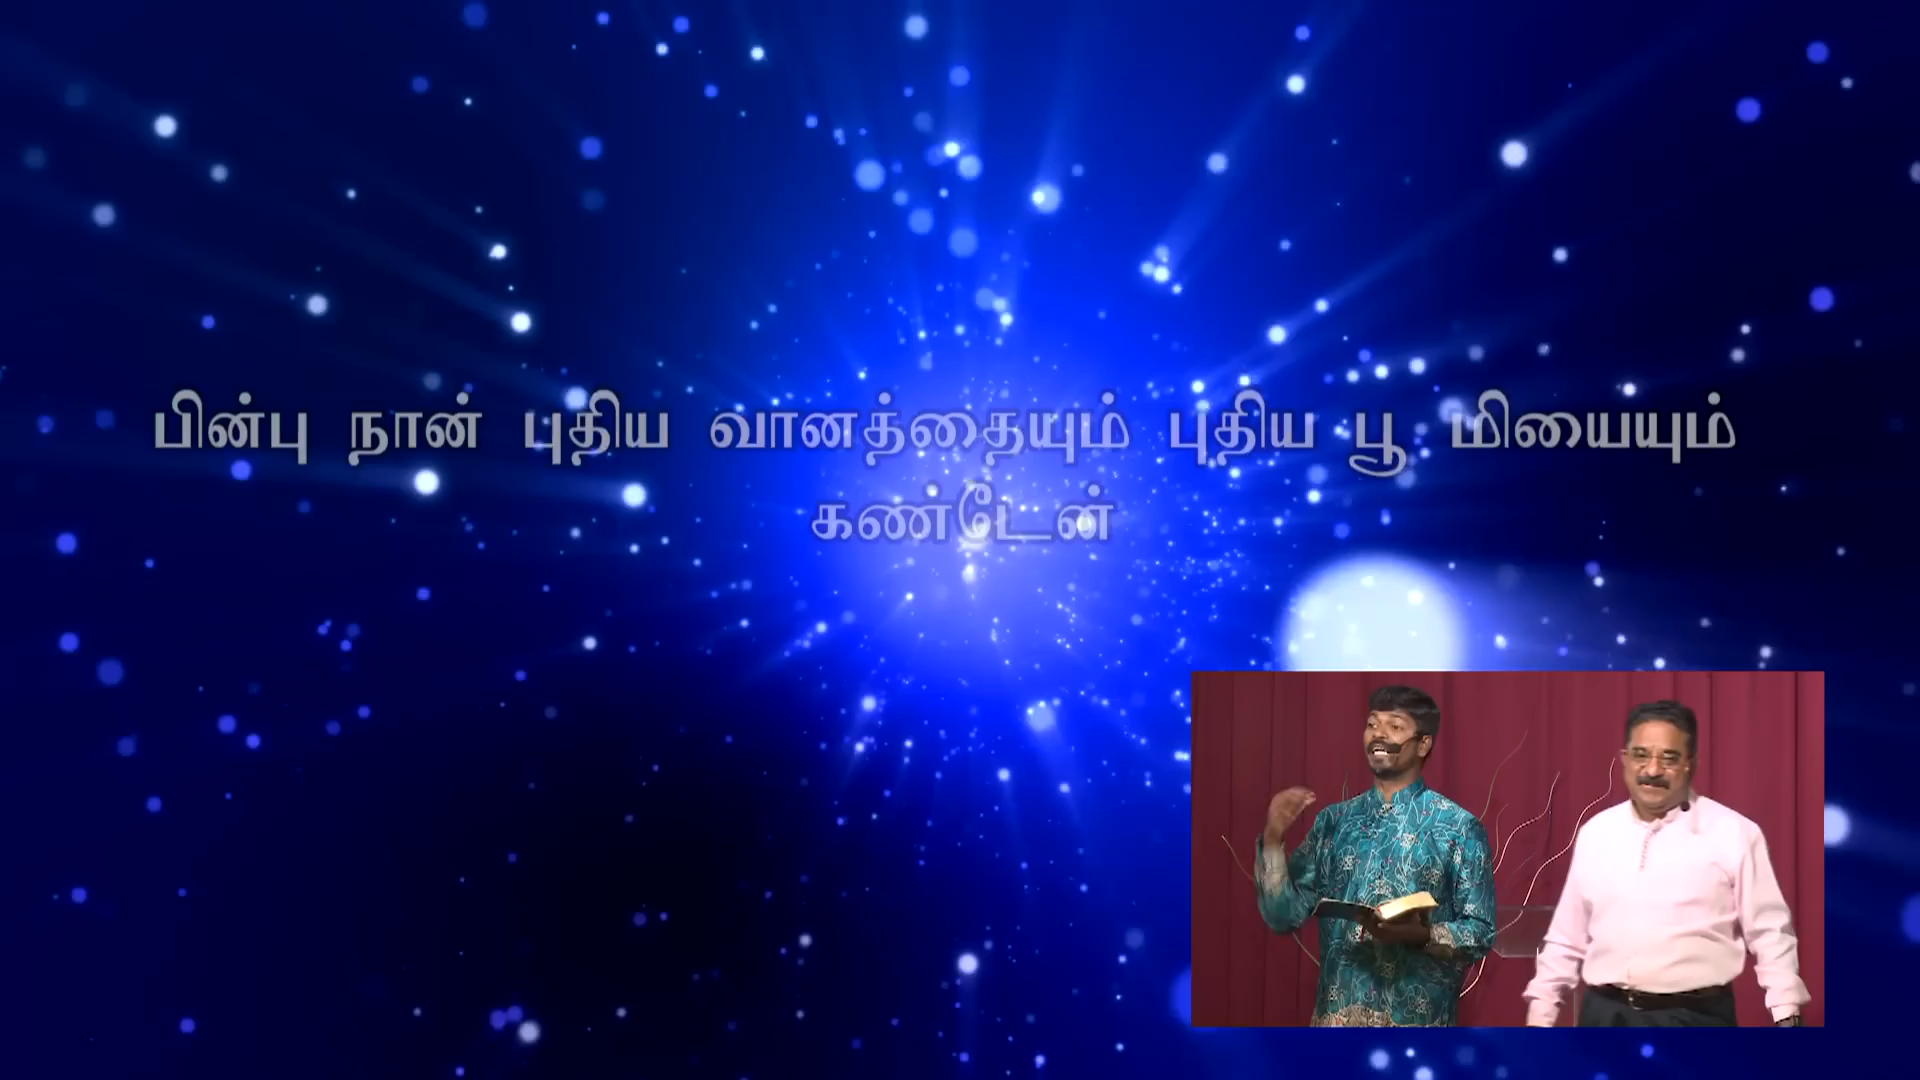 பின்பு நான் புதிய வானத்தையும் புதிய பூ மியையும்
கண்டேன்